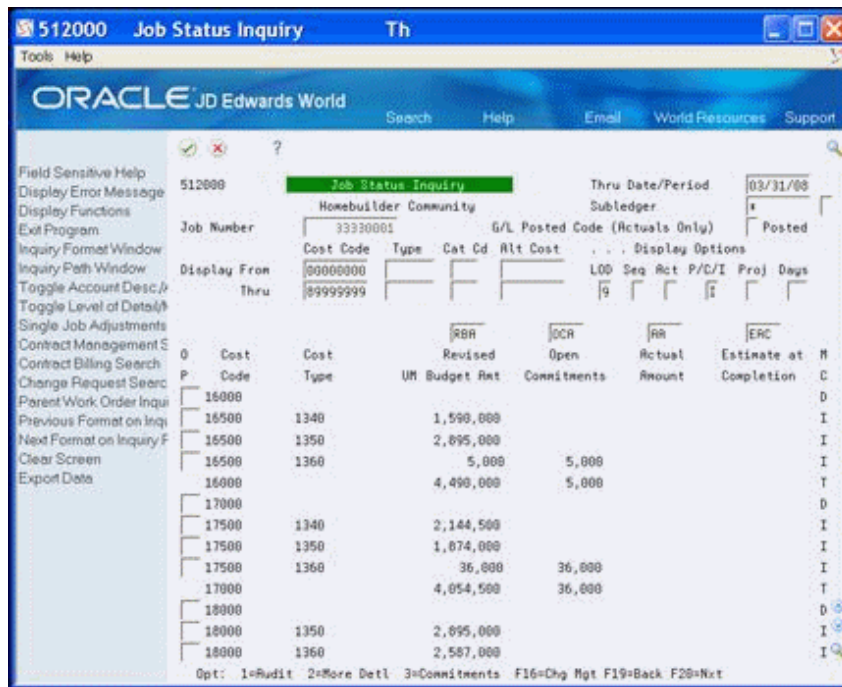 512000 Job Status Inquiry Th
Tools Help
ORACLE JD Edwards World
Search Help Email World Resources Support
?
Field Sensitive Help
Display Error Message
Display Functions
Exit Program
Inquiry Format Window
Inquiry Path Window
Toggle Account Desc./
Toggle Level of Detail/
Single Job Adjustments
Contract Management S
Contract Billing Search
Change Request Searc
Parent Work Order Inqui
Previous Format on Inqu
Next Format on Inquiry F
Clear Screen
Export Data
512000 Job Status Inquiry Thru Date/Period 03/31/08
Homebuilder Community Subledger *
Job Number 33330001 G/L Posted Code (Actuals Only) Posted
Cost Code Type Cat Cd Alt Cost . . . Display Options
Display From 00000000 LOD Seq Act P/C/I Proj Days
Thru 89999999 9 I
RBA OCA AA EAC
O Cost Cost Revised Open Actual Estimate at M
P Code Type UM Budget Amt Commitments Amount Completion C
16000 D
16500 1340 1,590,000 I
16500 1350 2,895,000 I
16500 1360 5,000 5,000 I
16000 4,490,000 5,000 T
17000 D
17500 1340 2,144,500 I
17500 1350 1,874,000 I
17500 1360 36,000 36,000 I
17000 4,054,500 36,000 T
18000 D
18000 1350 2,895,000 I
18000 1360 2,587,000 I
Opt: 1=Audit 2=More Detl 3=Commitments F16=Chg Mgt F19=Back F20=Nxt